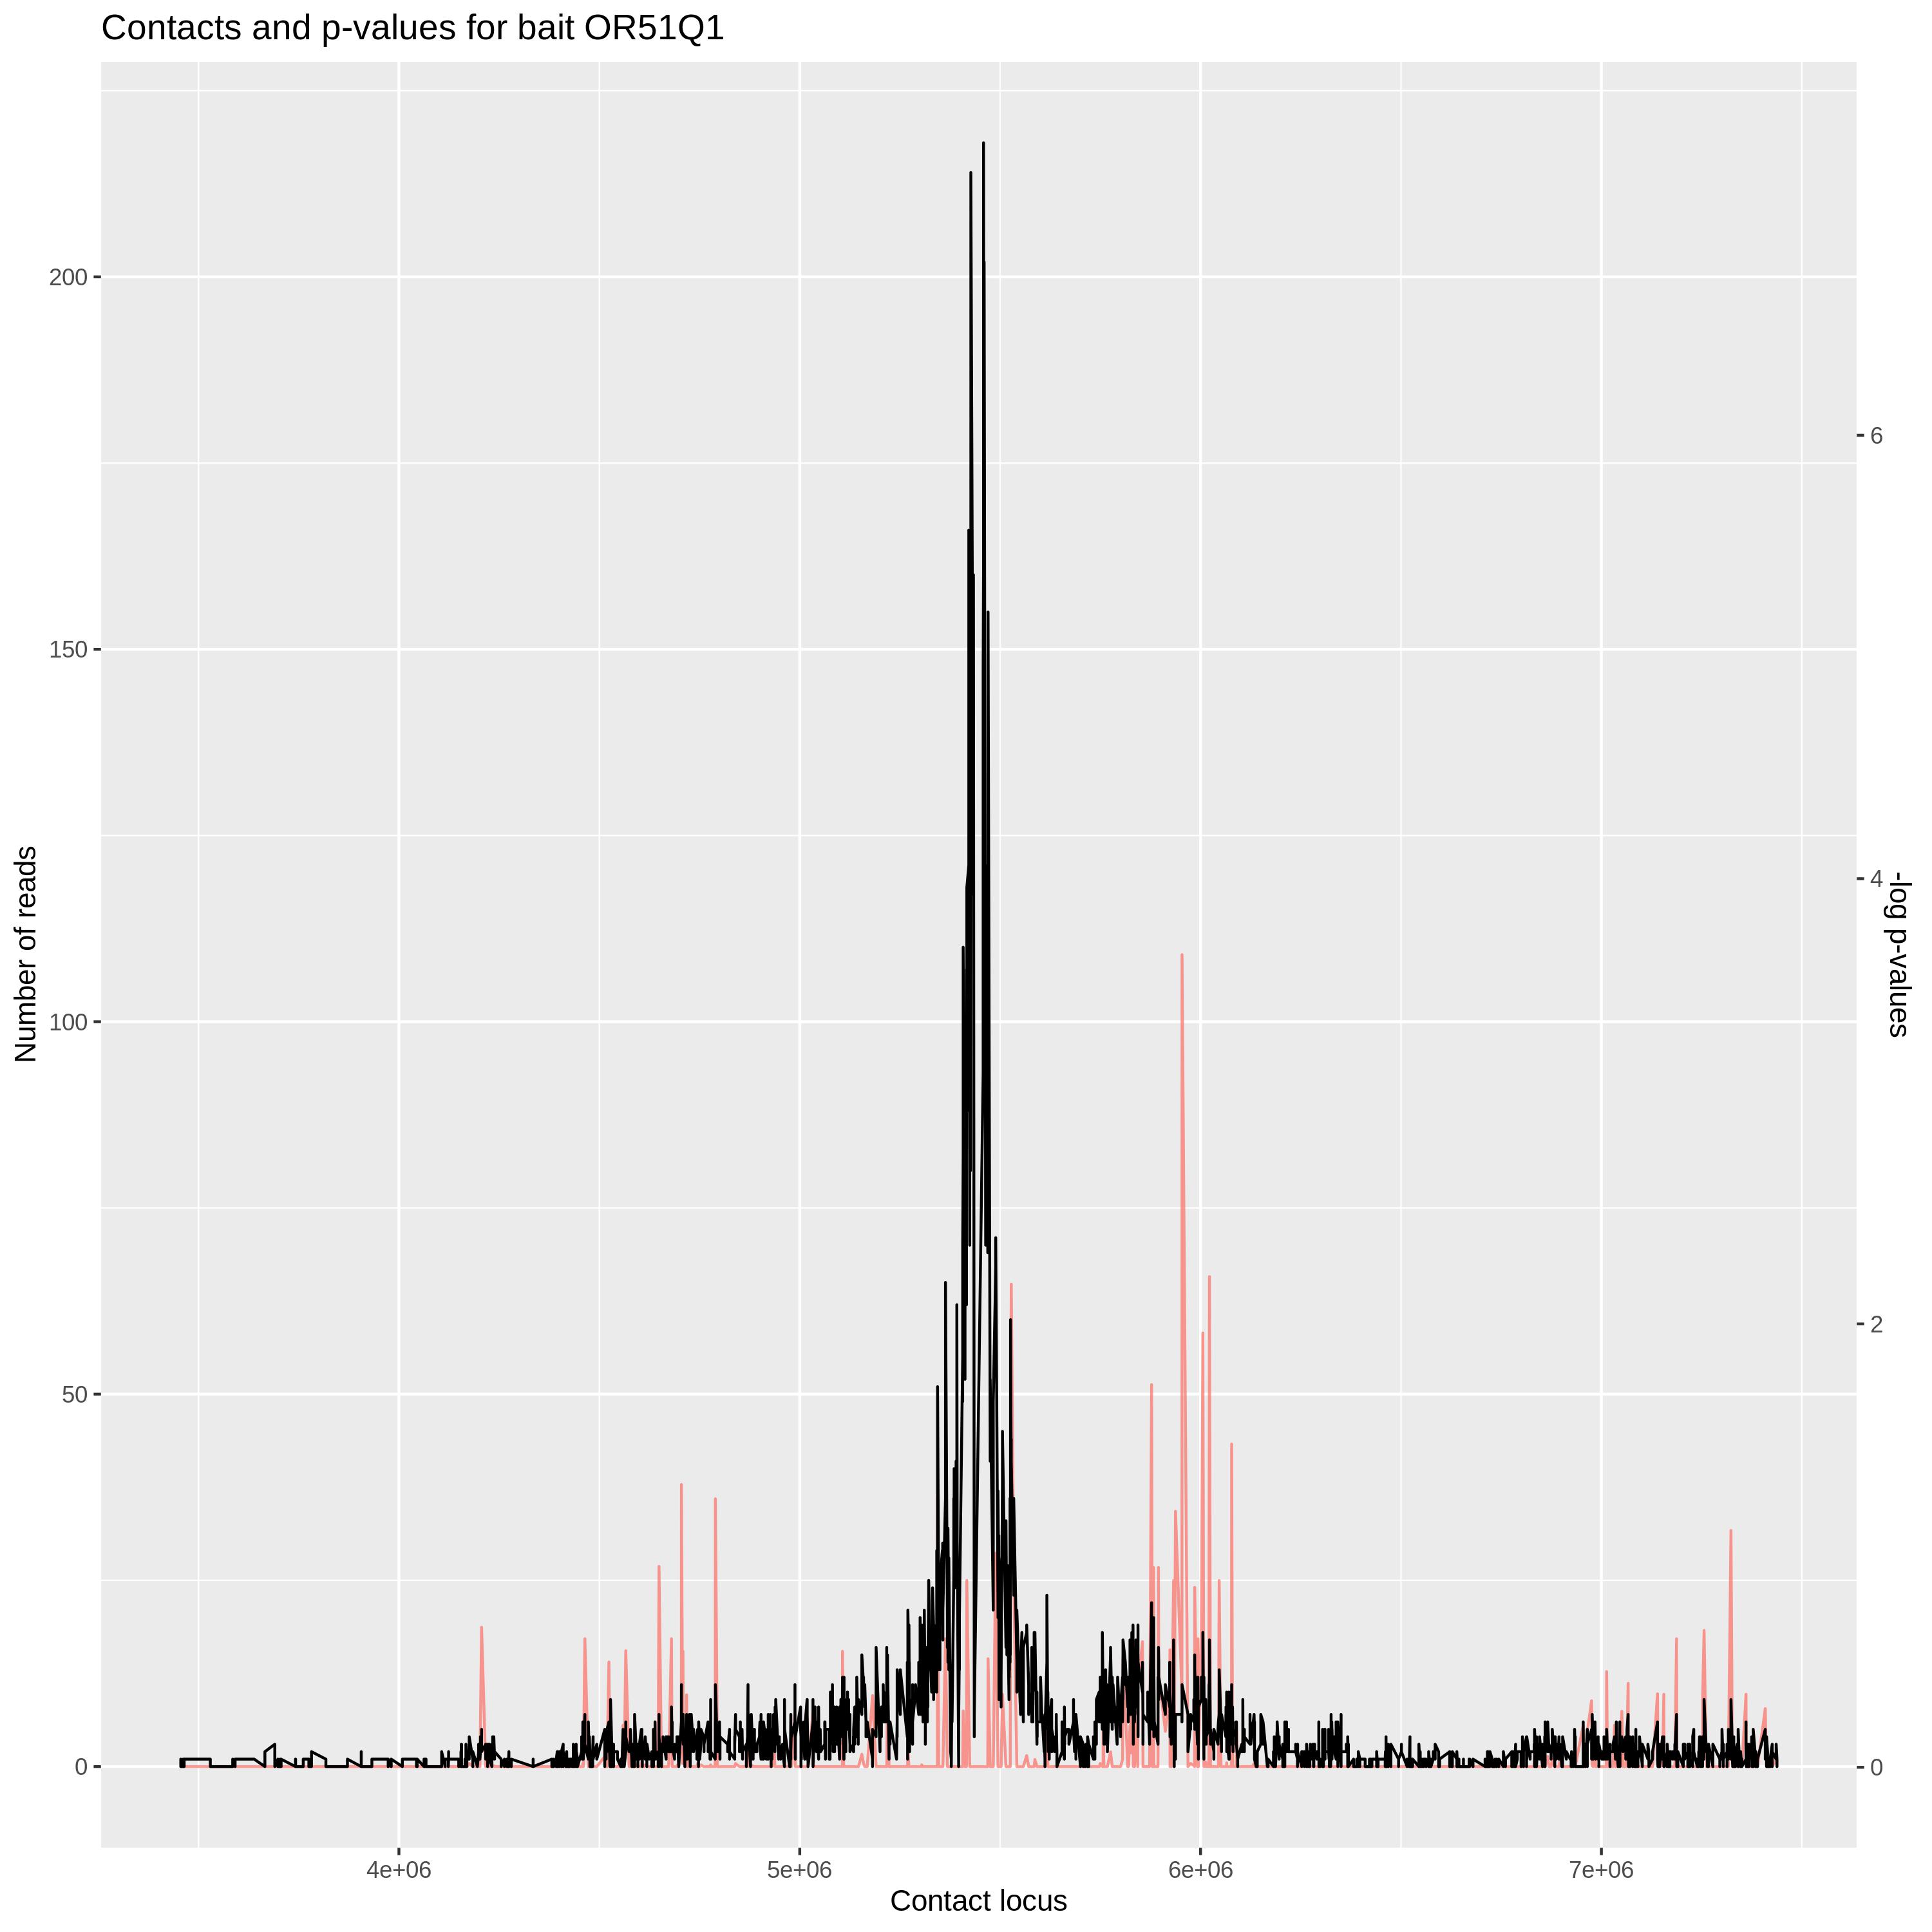 Contacts and p-values for bait OR51Q1
Number of reads
200
150
100
50
0
6
4
2
0
-log p-values
4e+06
5e+06
6e+06
7e+06
Contact locus